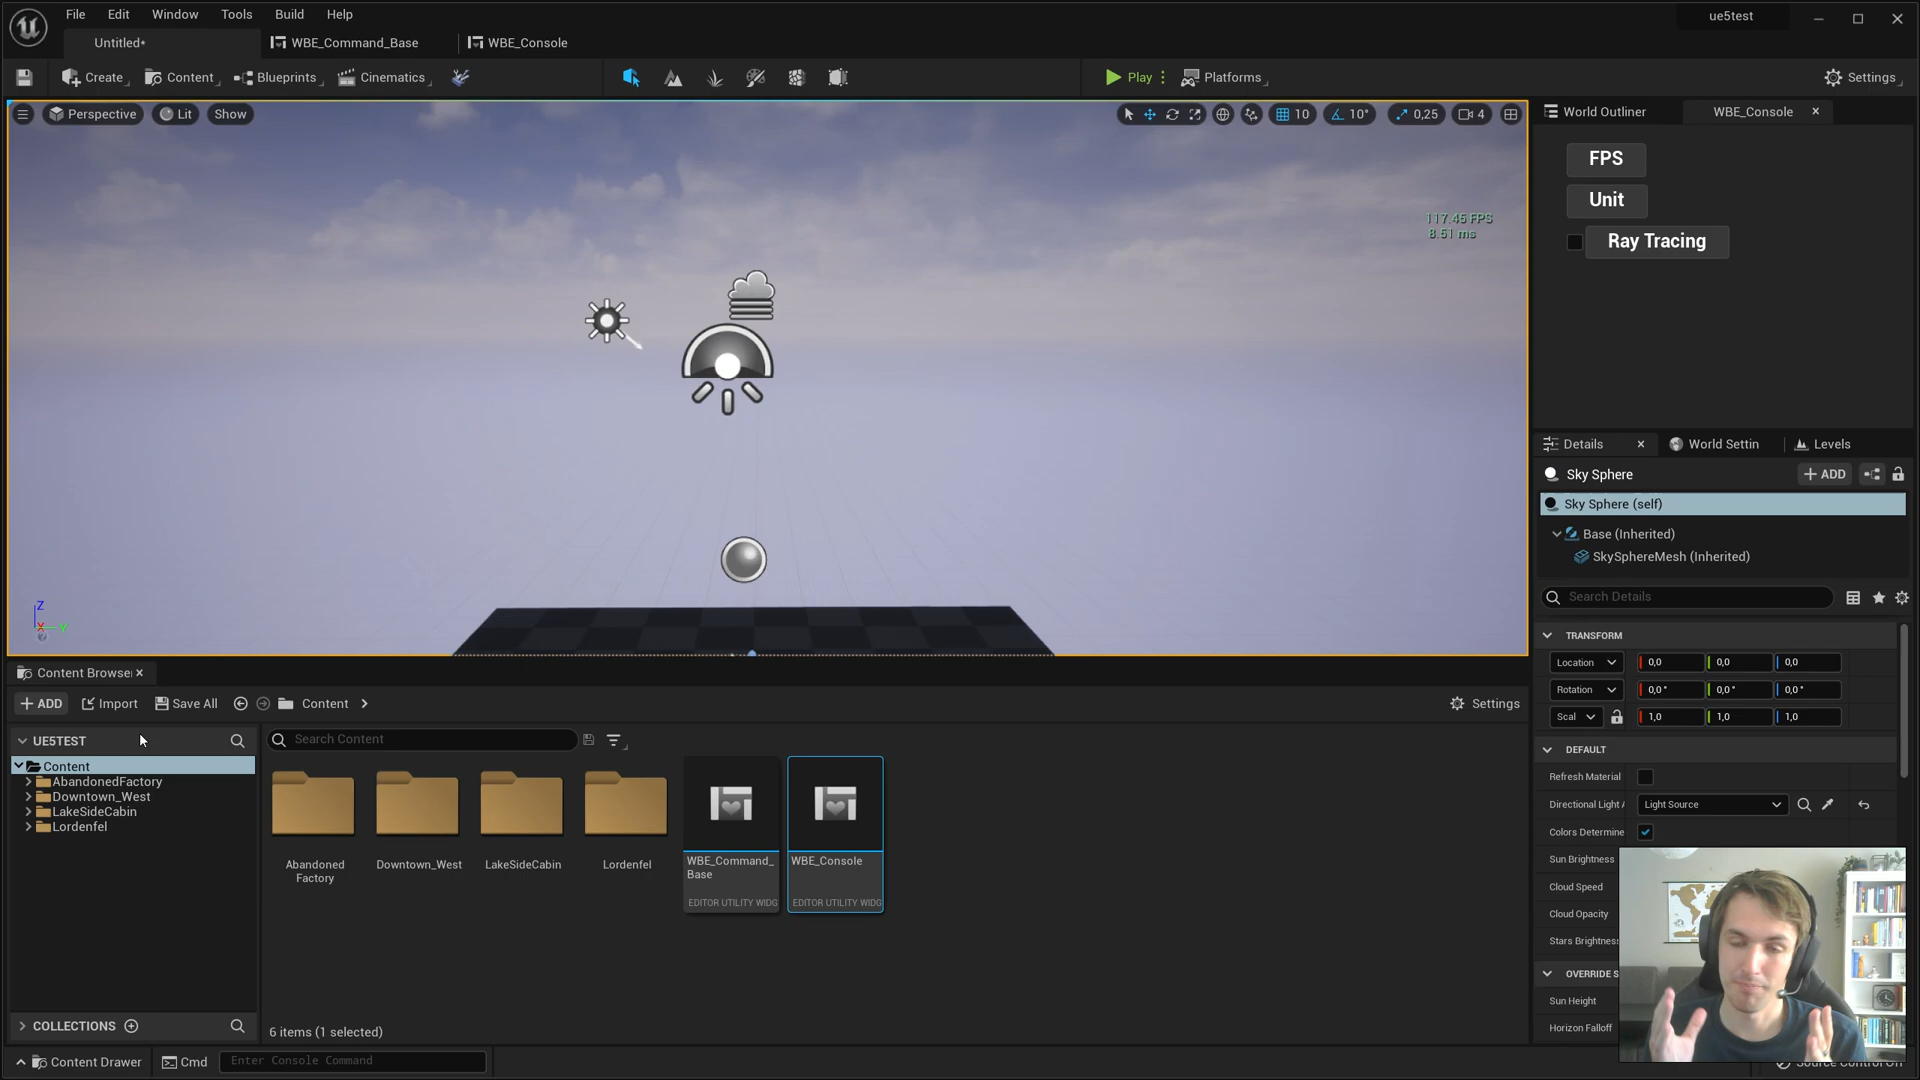 File Edit Window Tools Build Help
ue5test
Untitled*
WBE_Command_Base
WBE_Console
Create
Content
Blueprints
Cinematics
Play
Platforms
Settings
Perspective
Lit
Show
10
10°
0,25
4
World Outliner
WBE_Console
FPS
Unit
Ray Tracing
117.45 FPS
8.51 ms
Details
World Settin
Levels
Sky Sphere
ADD
Sky Sphere (self)
Base (Inherited)
SkySphereMesh (Inherited)
Search Details
TRANSFORM
Location 0,0 0,0 0,0
Rotation 0,0° 0,0° 0,0°
Scal 1,0 1,0 1,0
DEFAULT
Refresh Material
Directional Light A
Light Source
Colors Determine
Sun Brightness
Cloud Speed
Cloud Opacity
Stars Brightness
OVERRIDE S
Sun Height
Horizon Falloff
Content Browser
ADD
Import
Save All
Content
Settings
UE5TEST
Search Content
Content
AbandonedFactory
Downtown_West
LakeSideCabin
Lordenfel
Abandoned
Factory
Downtown_West
LakeSideCabin
Lordenfel
WBE_Command_
Base
EDITOR UTILITY WIDG
WBE_Console
EDITOR UTILITY WIDG
COLLECTIONS
6 items (1 selected)
Content Drawer
Cmd
Enter Console Command